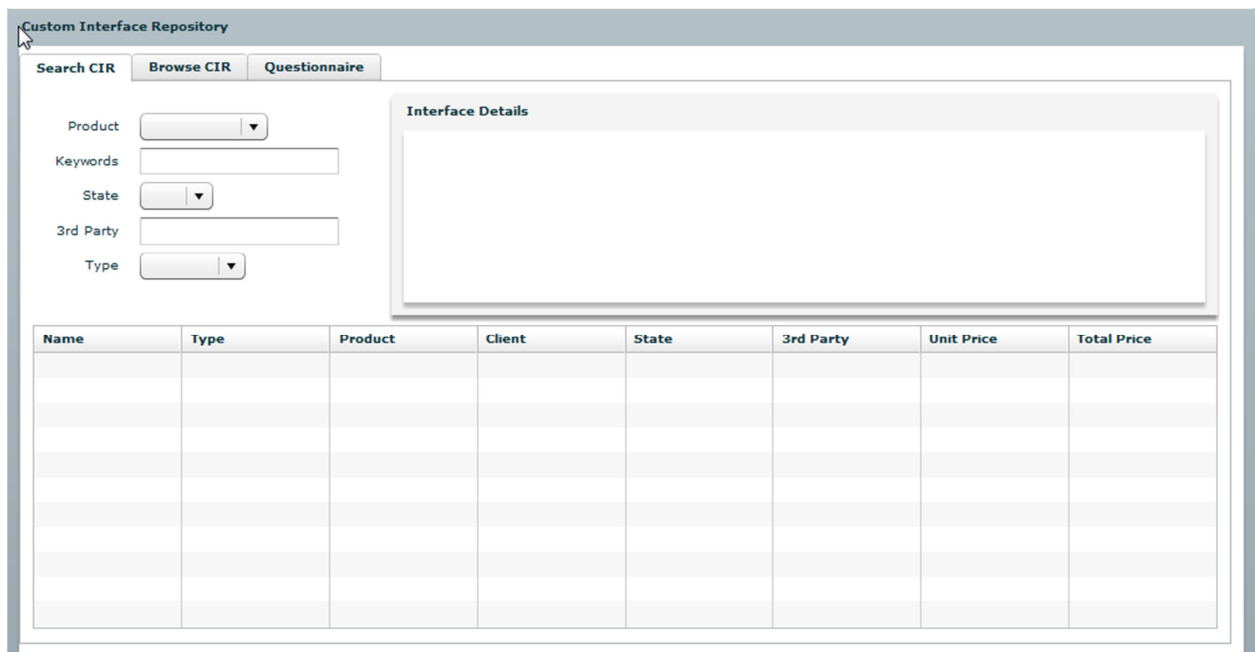 Custom Interface Repository
Search CIR Browse CIR Questionnaire
Interface Details
Product
Keywords
State
3rd Party
Type
Name Type Product Client State 3rd Party Unit Price Total Price